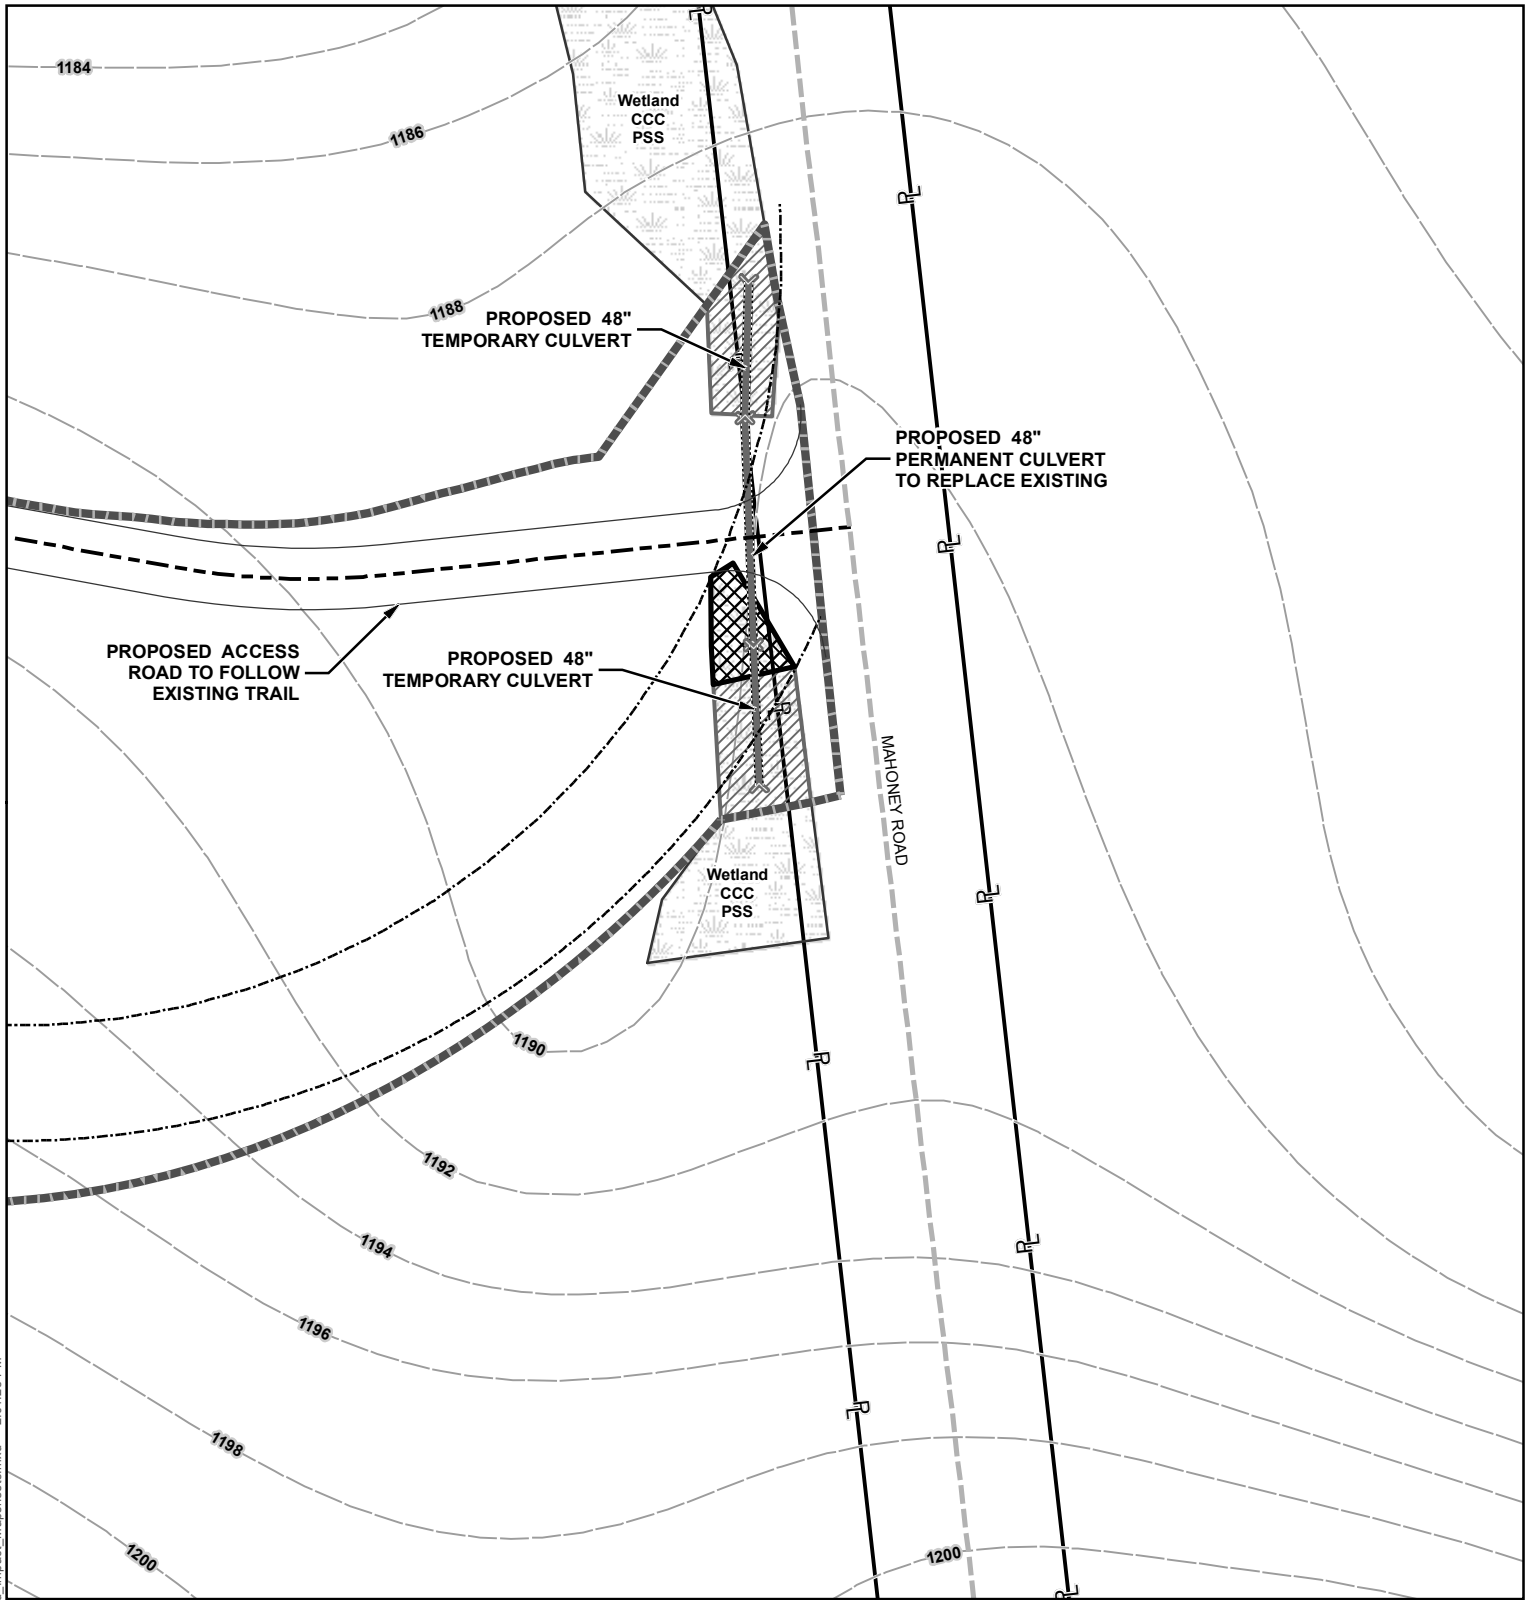 1184
1186
Wetland
CCC
PSS
1188
PROPOSED 48"
TEMPORARY CULVERT
PROPOSED 48"
PERMANENT CULVERT
TO REPLACE EXISTING
PROPOSED ACCESS
ROAD TO FOLLOW
EXISTING TRAIL
PROPOSED 48"
TEMPORARY CULVERT
MAHONEY ROAD
Wetland
CCC
PSS
1190
1192
1194
1196
1198
1200
1200